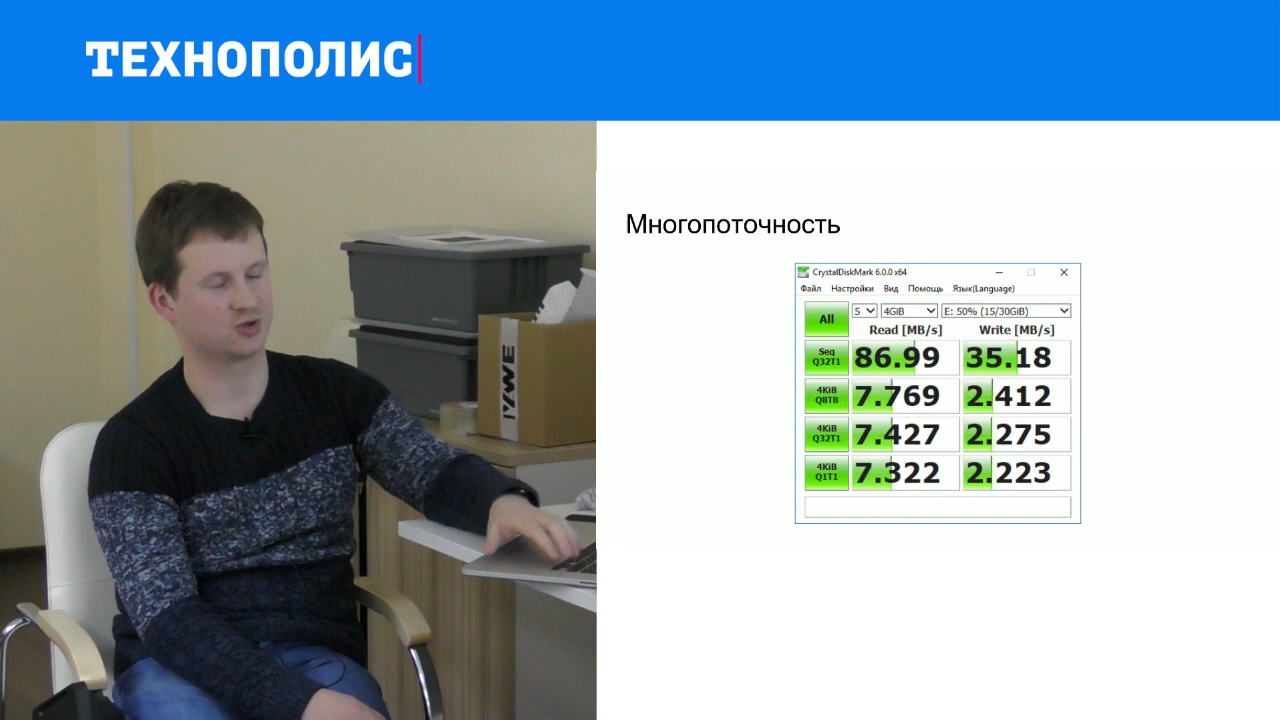 ТЕХНОПОЛИС
Многопоточность
CrystalDiskMark 6.0.0 x64
Файл Настройки Вид Помощь Язык(Language)
All 5 4GiB E: 50% (15/30GiB)
Read [MB/s] Write [MB/s]
Seq Q32T1 86.99 35.18
4KiB Q8T8 7.769 2.412
4KiB Q32T1 7.427 2.275
4KiB Q1T1 7.322 2.223